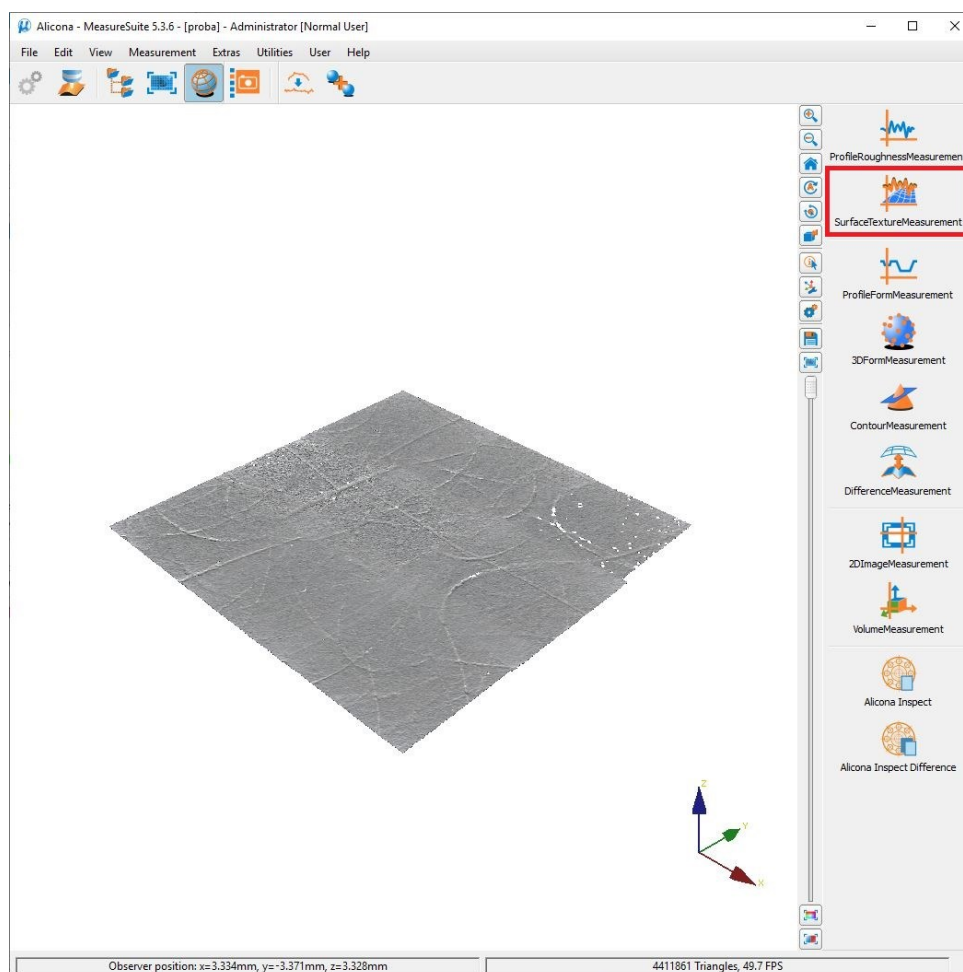 Alicona - MeasureSuite 5.3.6 - [proba] - Administrator [Normal User]
File Edit View Measurement Extras Utilities User Help
ProfileRoughnessMeasuremen
SurfaceTextureMeasurement
ProfileFormMeasurement
3DFormMeasurement
ContourMeasurement
DifferenceMeasurement
2DImageMeasurement
VolumeMeasurement
Alicona Inspect
Alicona Inspect Difference
Z
Y
X
Observer position: x=3.334mm, y=-3.371mm, z=3.328mm
4411861 Triangles, 49.7 FPS